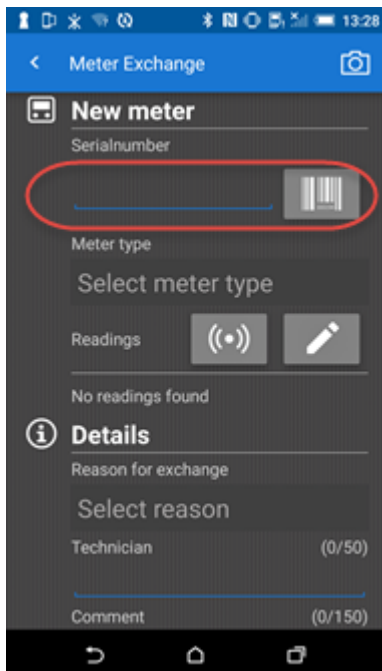 13:28
Meter Exchange
New meter
Serialnumber
Meter type
Select meter type
Readings
No readings found
Details
Reason for exchange
Select reason
Technician (0/50)
Comment (0/150)